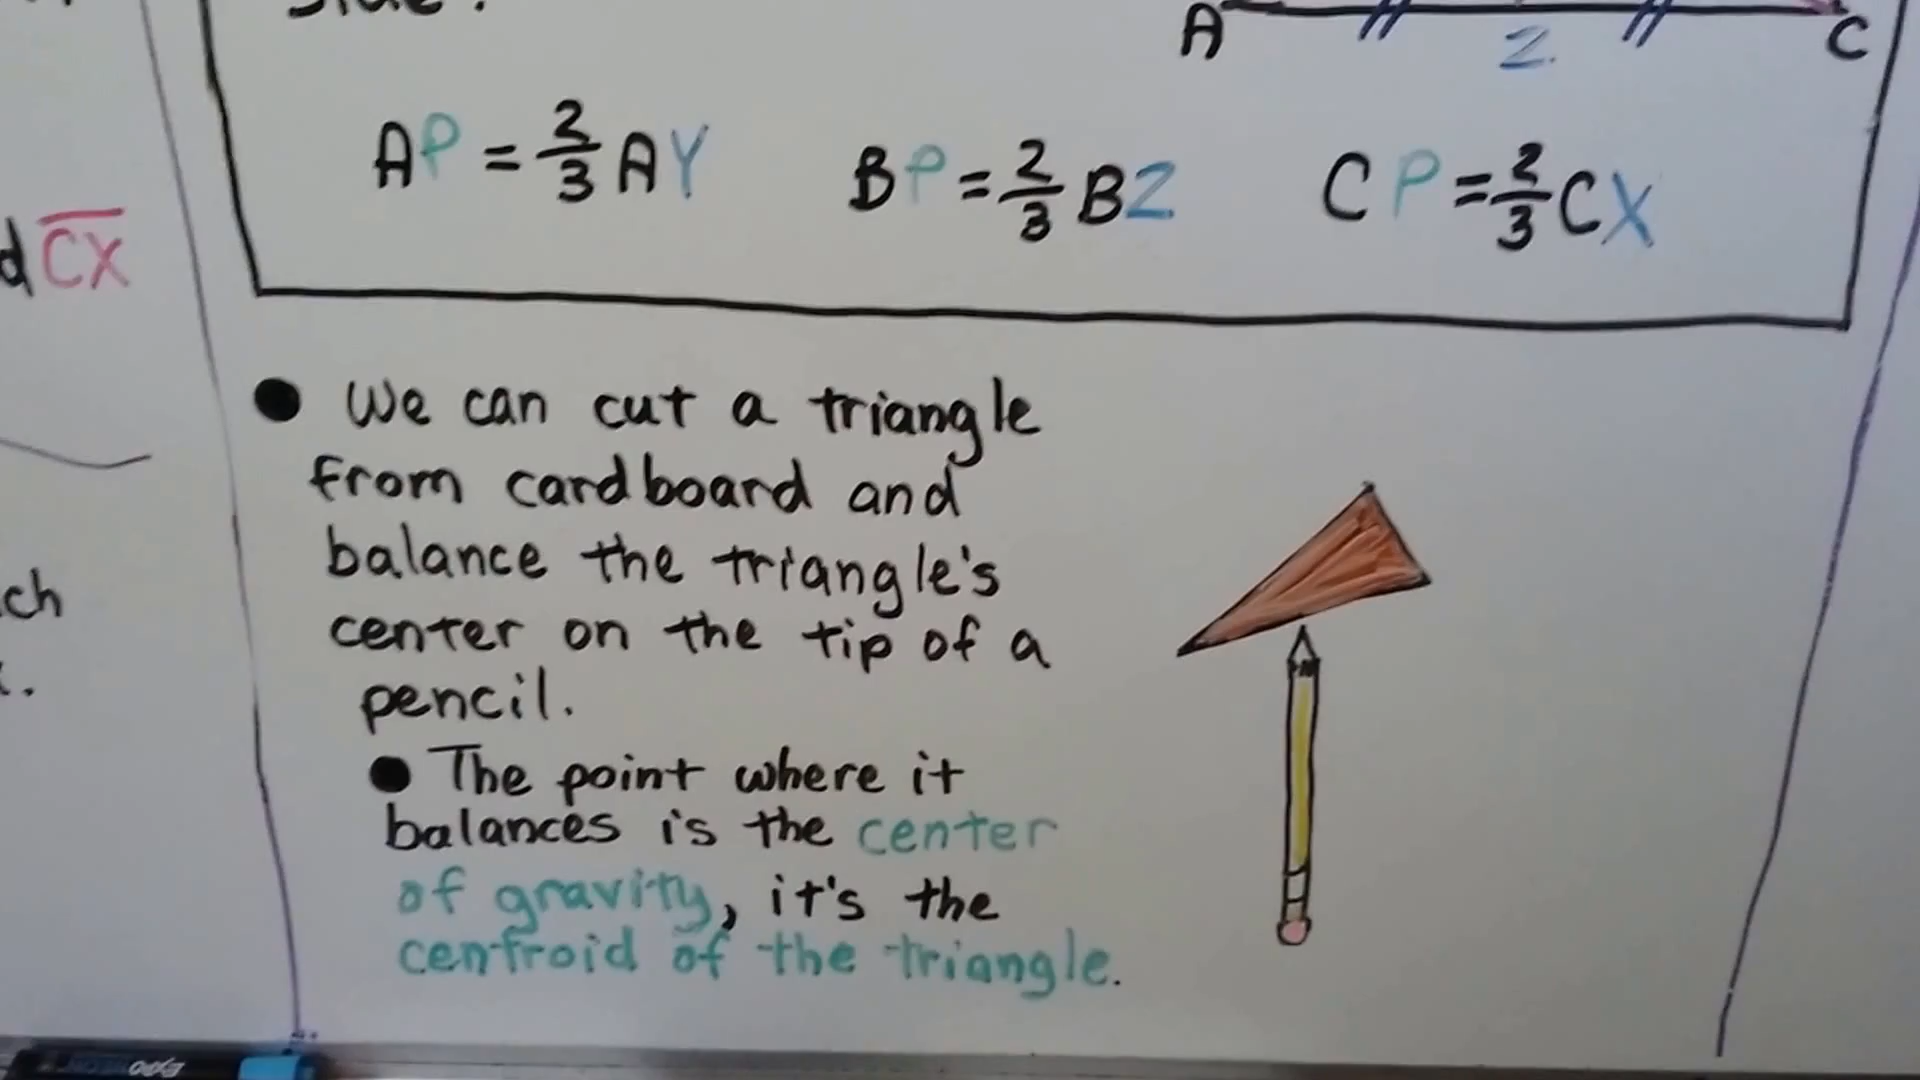 side.
A
Z
C
AP = 2/3 AY BP = 2/3 BZ CP = 2/3 CX
d CX
● We can cut a triangle
from cardboard and
balance the triangle's
center on the tip of a
pencil.
ch
● The point where it
balances is the center
of gravity, it's the
centroid of the triangle.
EXPO